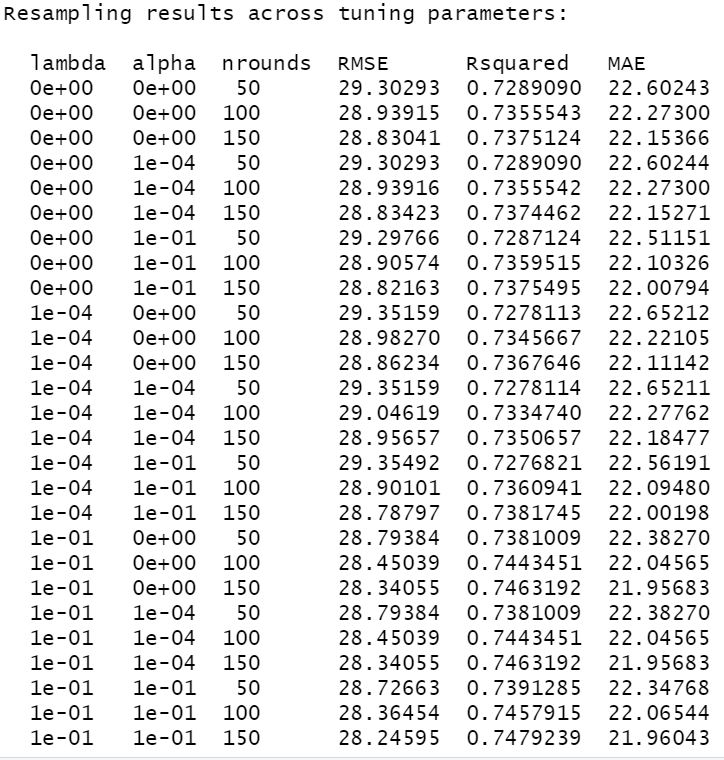 Resampling results across tuning parameters:
lambda alpha nrounds RMSE Rsquared MAE
0e+00 0e+00 50 29.30293 0.7289090 22.60243
0e+00 0e+00 100 28.93915 0.7355543 22.27300
0e+00 0e+00 150 28.83041 0.7375124 22.15366
0e+00 1e-04 50 29.30293 0.7289090 22.60244
0e+00 1e-04 100 28.93916 0.7355542 22.27300
0e+00 1e-04 150 28.83423 0.7374462 22.15271
0e+00 1e-01 50 29.29766 0.7287124 22.51151
0e+00 1e-01 100 28.90574 0.7359515 22.10326
0e+00 1e-01 150 28.82163 0.7375495 22.00794
1e-04 0e+00 50 29.35159 0.7278113 22.65212
1e-04 0e+00 100 28.98270 0.7345667 22.22105
1e-04 0e+00 150 28.86234 0.7367646 22.11142
1e-04 1e-04 50 29.35159 0.7278114 22.65211
1e-04 1e-04 100 29.04619 0.7334740 22.27762
1e-04 1e-04 150 28.95657 0.7350657 22.18477
1e-04 1e-01 50 29.35492 0.7276821 22.56191
1e-04 1e-01 100 28.90101 0.7360941 22.09480
1e-04 1e-01 150 28.78797 0.7381745 22.00198
1e-01 0e+00 50 28.79384 0.7381009 22.38270
1e-01 0e+00 100 28.45039 0.7443451 22.04565
1e-01 0e+00 150 28.34055 0.7463192 21.95683
1e-01 1e-04 50 28.79384 0.7381009 22.38270
1e-01 1e-04 100 28.45039 0.7443451 22.04565
1e-01 1e-04 150 28.34055 0.7463192 21.95683
1e-01 1e-01 50 28.72663 0.7391285 22.34768
1e-01 1e-01 100 28.36454 0.7457915 22.06544
1e-01 1e-01 150 28.24595 0.7479239 21.96043